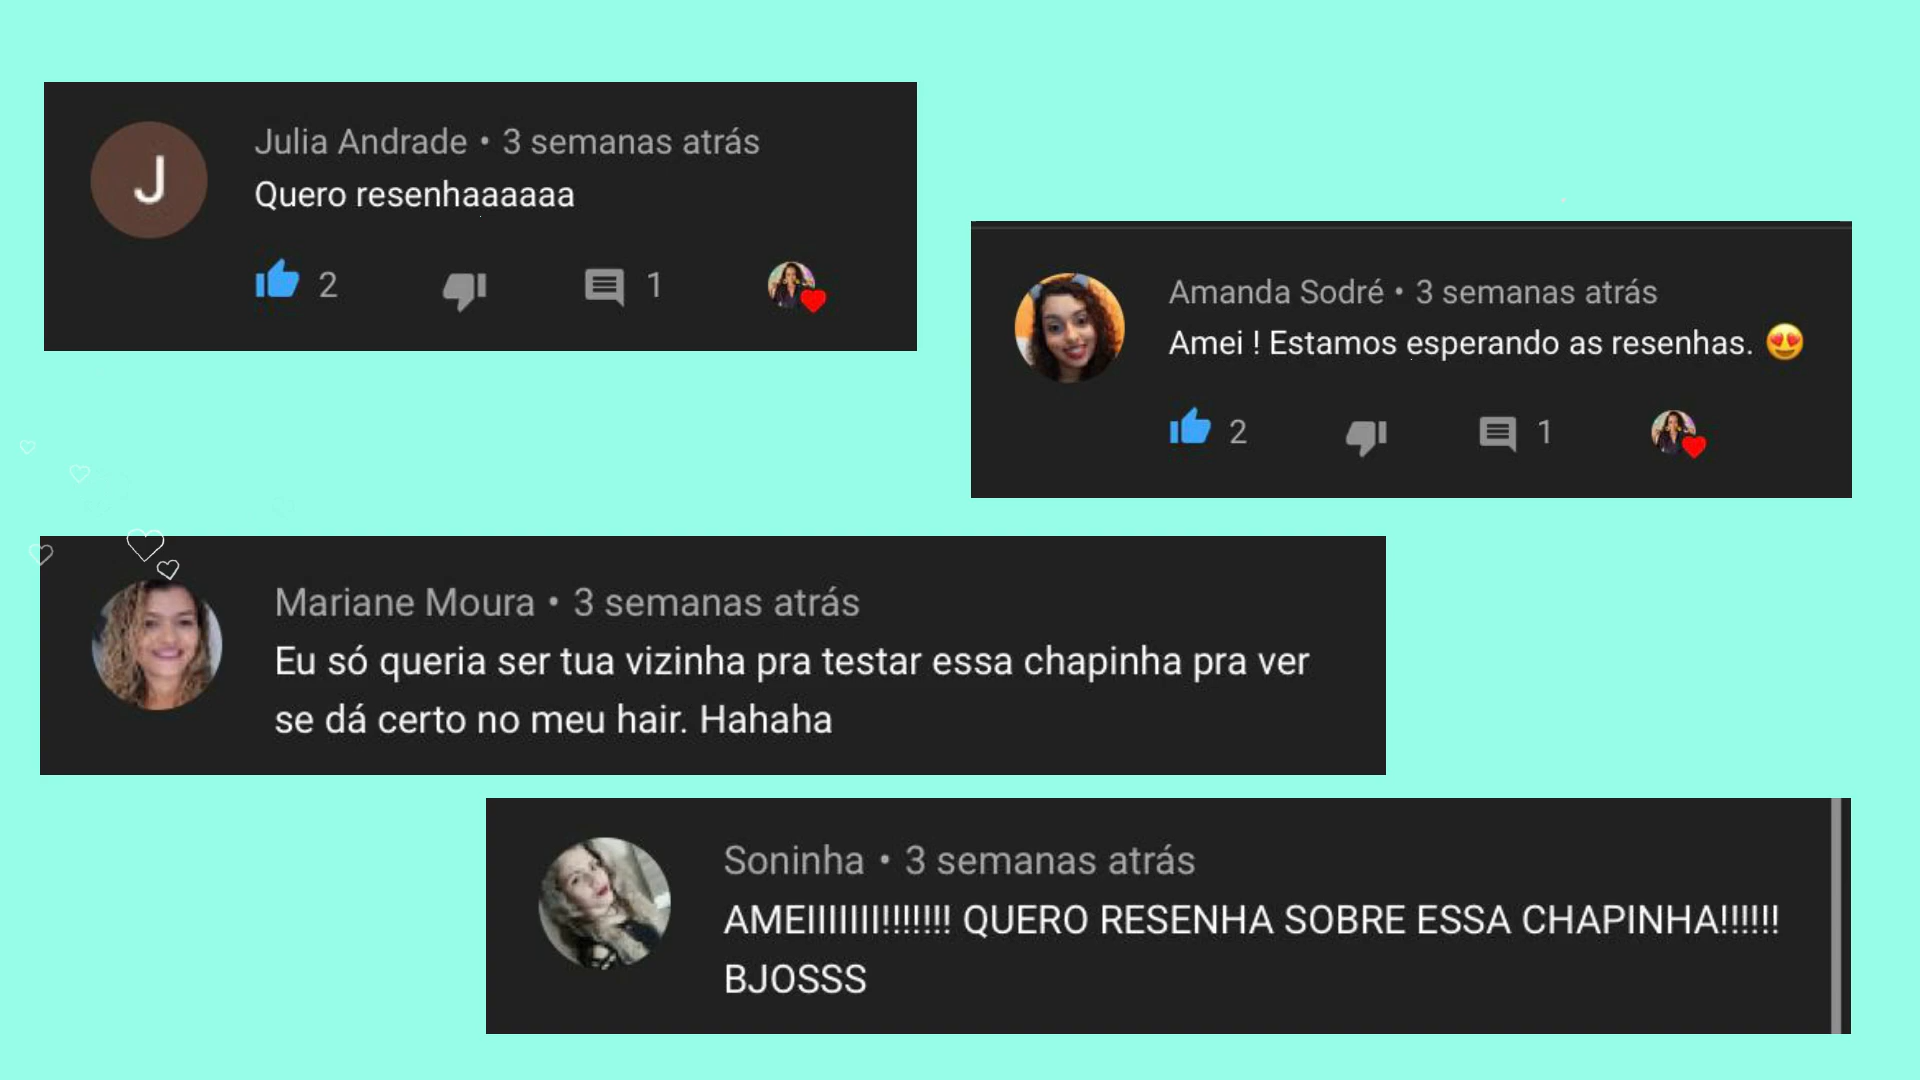 J
Julia Andrade • 3 semanas atrás
Quero resenhaaaaaa
2
1
Amanda Sodré • 3 semanas atrás
Amei ! Estamos esperando as resenhas. 😍
2
1
Mariane Moura • 3 semanas atrás
Eu só queria ser tua vizinha pra testar essa chapinha pra ver
se dá certo no meu hair. Hahaha
Soninha • 3 semanas atrás
AMEIIIIIII!!!!!!! QUERO RESENHA SOBRE ESSA CHAPINHA!!!!!!
BJOSSS